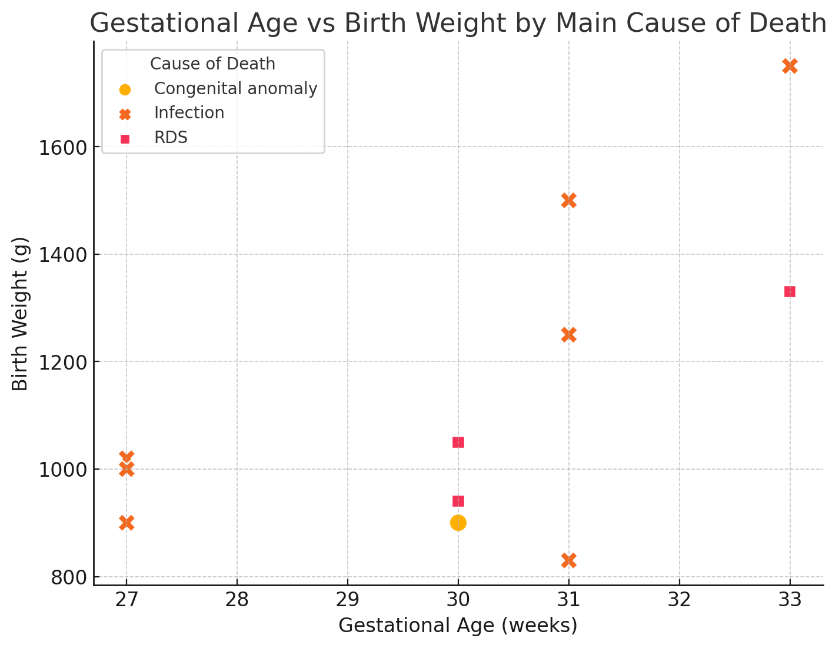 Gestational Age vs Birth Weight by Main Cause of Death
Cause of Death
Congenital anomaly
Infection
RDS
Birth Weight (g)
1600
1400
1200
1000
800
27 28 29 30 31 32 33
Gestational Age (weeks)